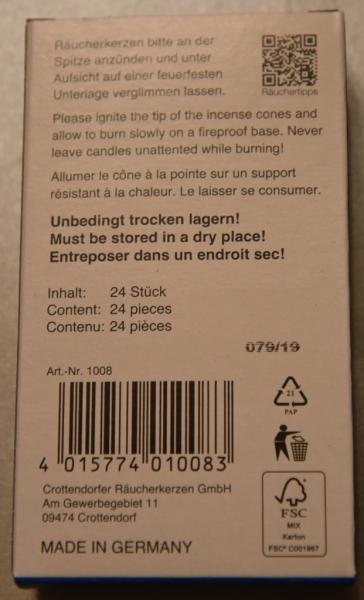 Räucherkerzen bitte an der
Spitze anzünden und unter
Aufsicht auf einer feuerfesten
Unterlage verglimmen lassen.
Räuchertipps
Please ignite the tip of the incense cones and
allow to burn slowly on a fireproof base. Never
leave candles unattented while burning!
Allumer le cône à la pointe sur un support
résistant à la chaleur. Le laisser se consumer.
Unbedingt trocken lagern!
Must be stored in a dry place!
Entreposer dans un endroit sec!
Inhalt: 24 Stück
Content: 24 pieces
Contenu: 24 pièces
079/19
Art.-Nr. 1008
21
PAP
4 015774 010083
Crottendorfer Räucherkerzen GmbH
Am Gewerbegebiet 11
09474 Crottendorf
MADE IN GERMANY
FSC
MIX
Karton
FSC® C001967